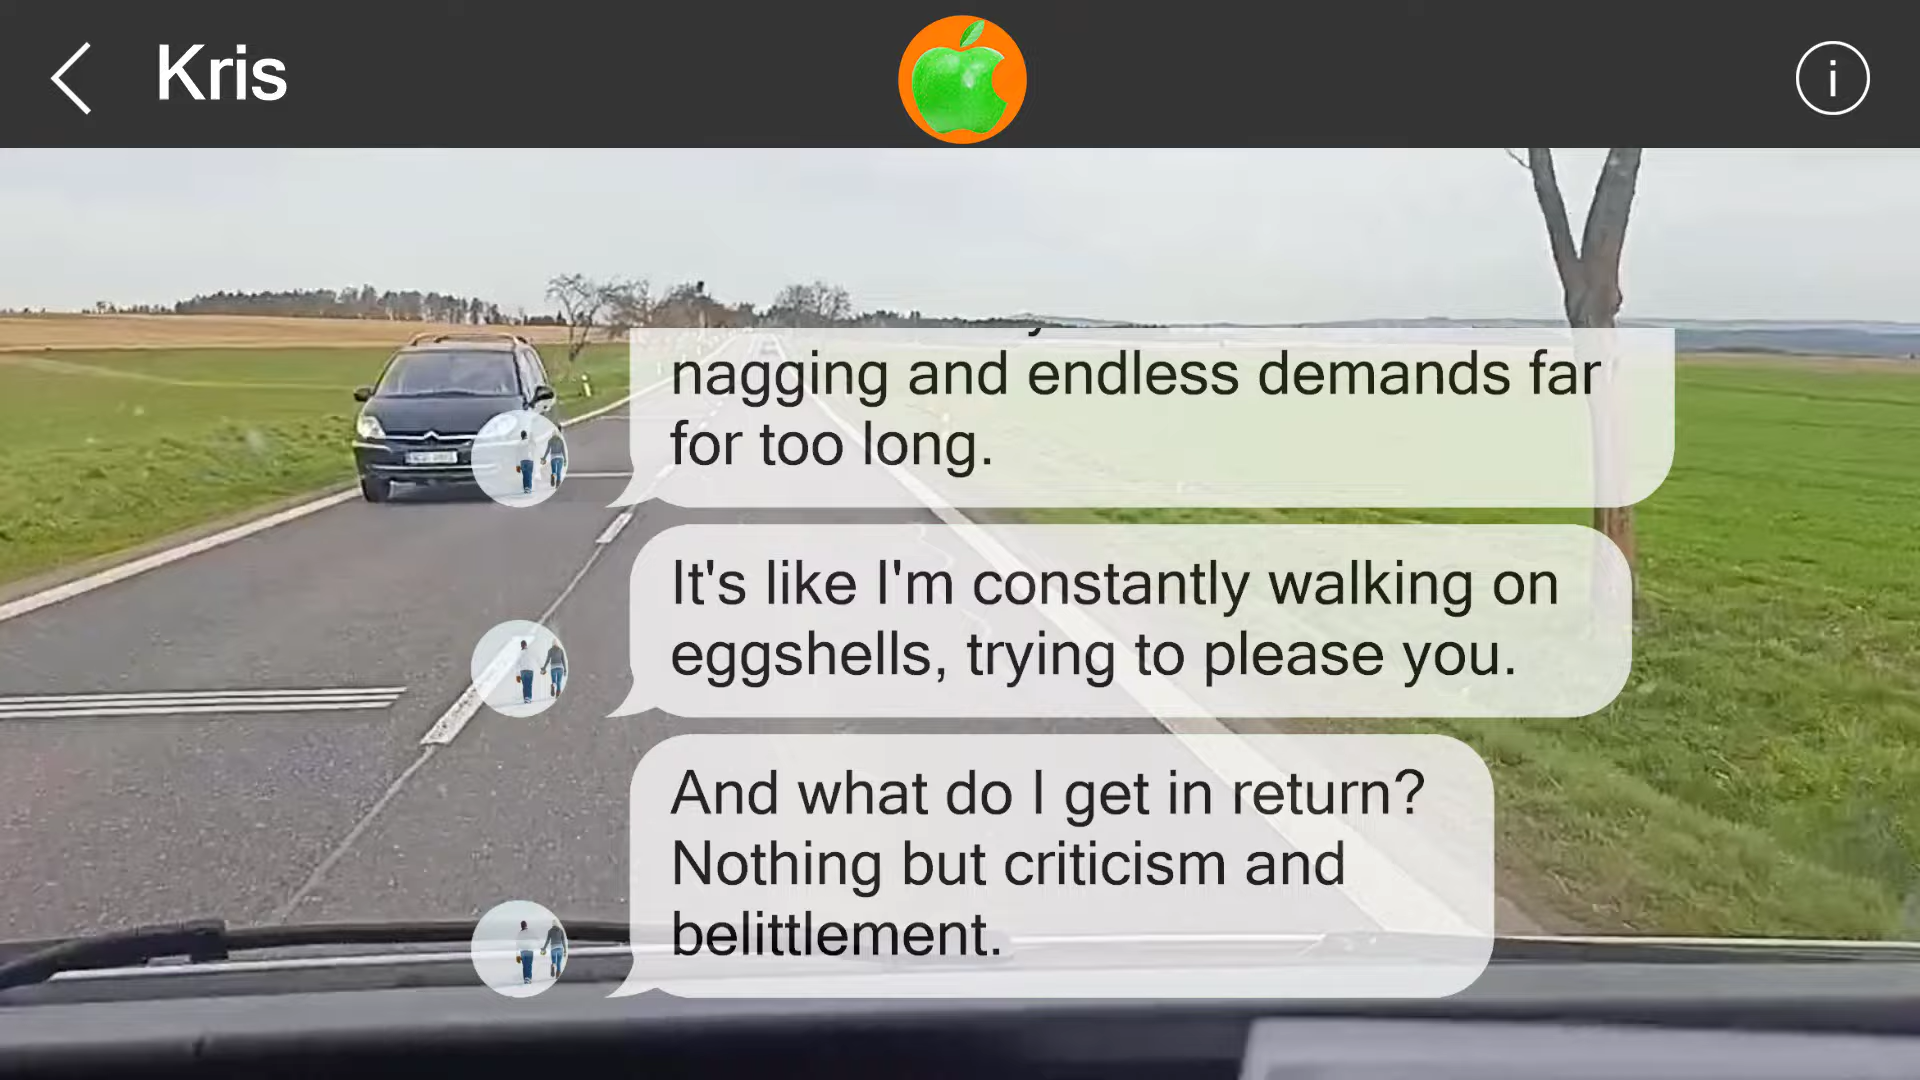 Kris
nagging and endless demands far
for too long.
It's like I'm constantly walking on
eggshells, trying to please you.
And what do I get in return?
Nothing but criticism and
belittlement.